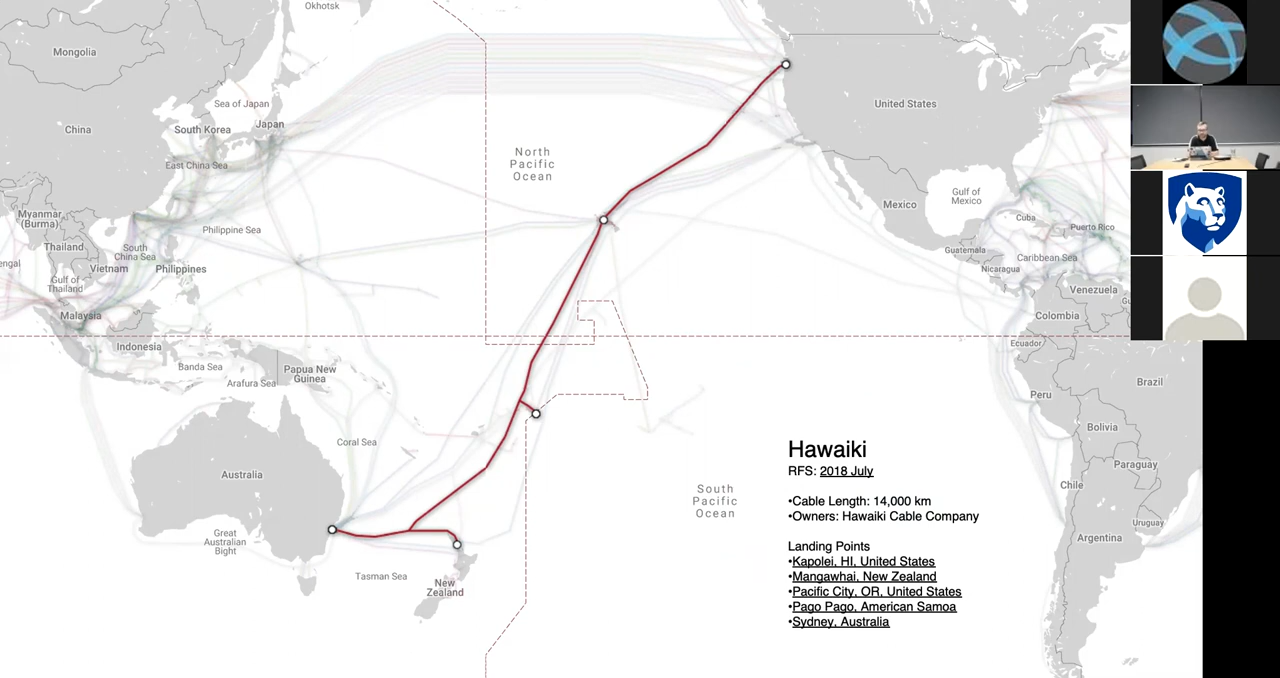 Okhotsk
Mongolia
Sea of Japan
United States
China
South Korea
Japan
East China Sea
North
Pacific
Ocean
Gulf of
Mexico
Mexico
Myanmar
(Burma)
Philippine Sea
Cuba
Puerto Rico
Thailand
South
China Sea
Guatemala
Caribbean Sea
engal
Vietnam
Philippines
Nicaragua
Gulf of
Thailand
Venezuela
Gu
Malaysia
Colombia
Indonesia
Ecuador
Banda Sea
Papua New
Guinea
Arafura Sea
Brazil
Peru
Bolivia
Coral Sea
Paraguay
Australia
Chile
South
Pacific
Ocean
Uruguay
Great
Australian
Bight
Argentina
Tasman Sea
New
Zealand
Hawaiki
RFS: 2018 July
•Cable Length: 14,000 km
•Owners: Hawaiki Cable Company
Landing Points
•Kapolei, HI, United States
•Mangawhai, New Zealand
•Pacific City, OR, United States
•Pago Pago, American Samoa
•Sydney, Australia